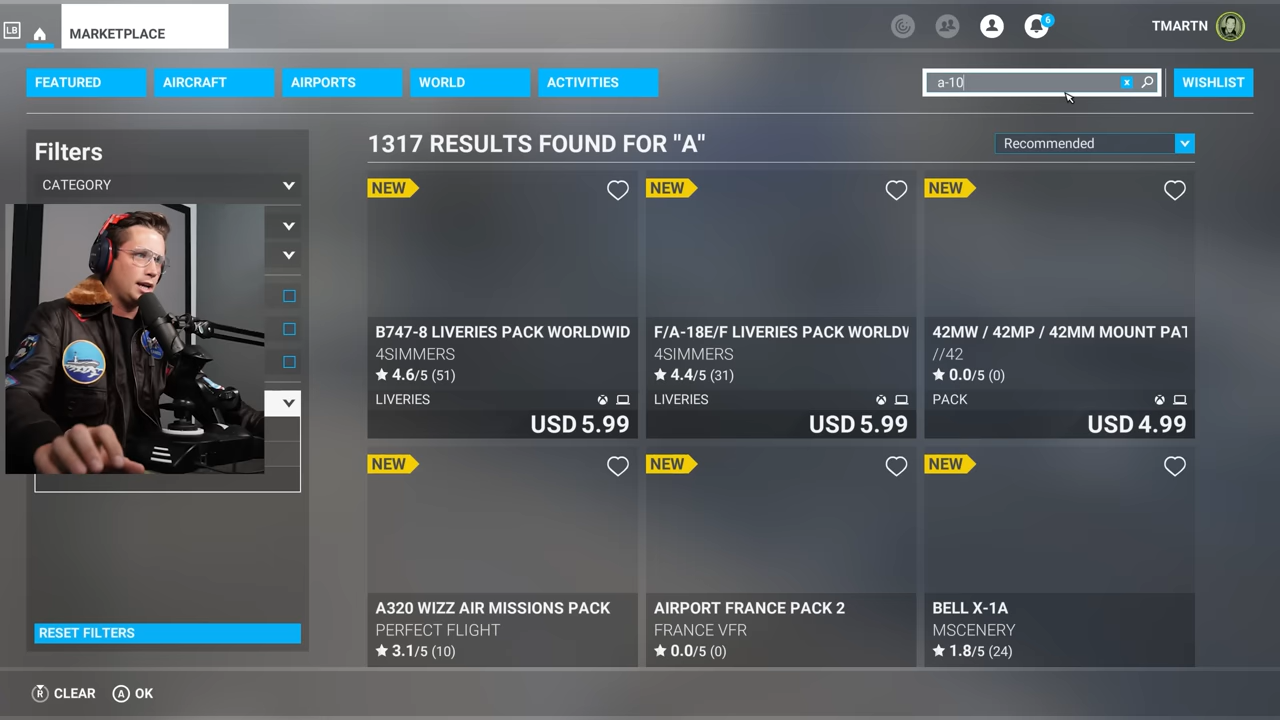 LB
MARKETPLACE
6
TMARTN
FEATURED
AIRCRAFT
AIRPORTS
WORLD
ACTIVITIES
a-10
x
WISHLIST
Filters
CATEGORY
RESET FILTERS
1317 RESULTS FOUND FOR "A"
Recommended
NEW
B747-8 LIVERIES PACK WORLDWID
4SIMMERS
4.6/5 (51)
LIVERIES
USD 5.99
NEW
F/A-18E/F LIVERIES PACK WORLDW
4SIMMERS
4.4/5 (31)
LIVERIES
USD 5.99
NEW
42MW / 42MP / 42MM MOUNT PAT
//42
0.0/5 (0)
PACK
USD 4.99
NEW
A320 WIZZ AIR MISSIONS PACK
PERFECT FLIGHT
3.1/5 (10)
NEW
AIRPORT FRANCE PACK 2
FRANCE VFR
0.0/5 (0)
NEW
BELL X-1A
MSCENERY
1.8/5 (24)
R CLEAR
A OK